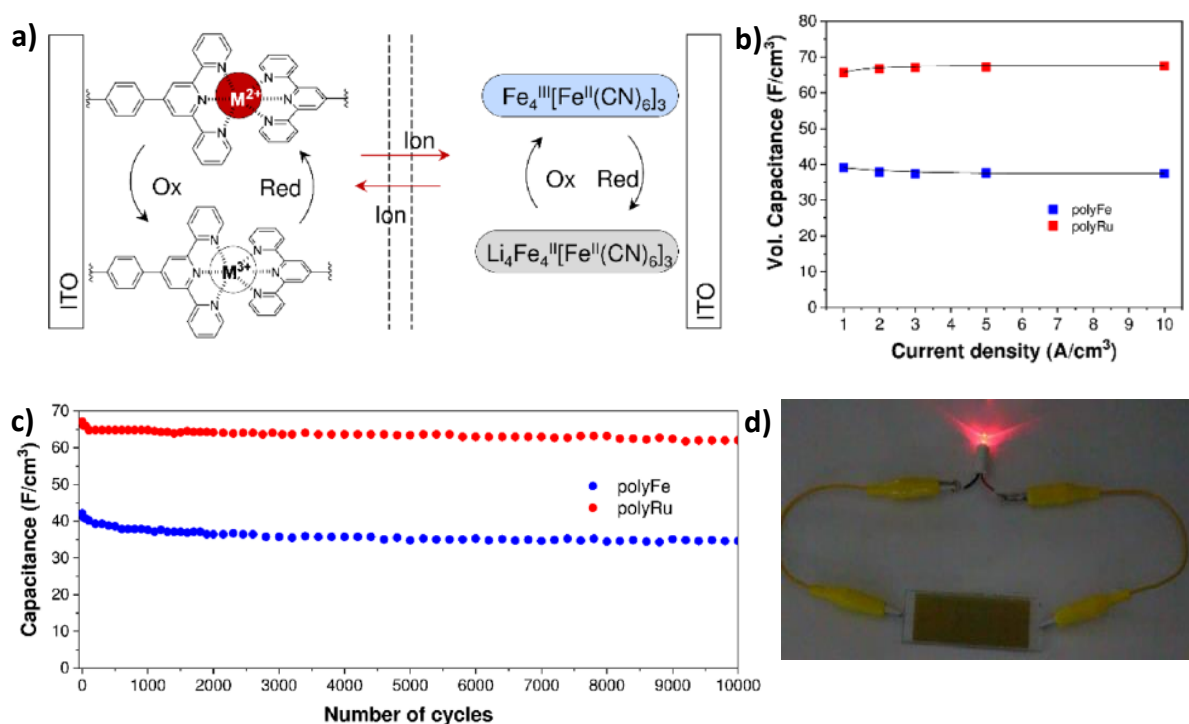 a)
M2+
N
N
N
N
N
N
Ox
Red
M3+
N
N
N
N
N
N
ITO
Ion
Ion
Fe4III[FeII(CN)6]3
Ox
Red
Li4Fe4II[FeII(CN)6]3
ITO
b)
Vol. Capacitance (F/cm3)
80
70
60
50
40
30
20
10
0
polyFe
polyRu
1 2 3 4 5 6 7 8 9 10
Current density (A/cm3)
c)
Capacitance (F/cm3)
70
60
50
40
30
20
10
0
polyFe
polyRu
0 1000 2000 3000 4000 5000 6000 7000 8000 9000 10000
Number of cycles
d)